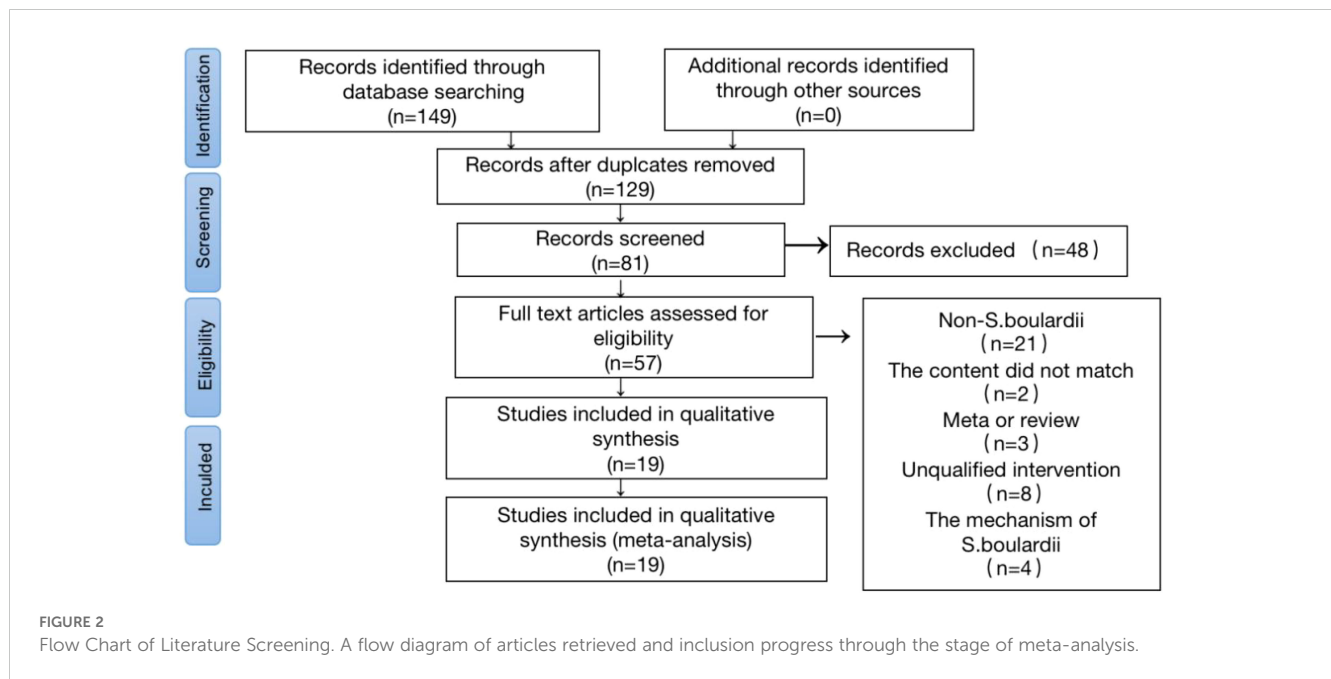 Identification
Records identified through
database searching
(n=149)
Additional records identified
through other sources
(n=0)
Records after duplcates removed
(n=129)
Screening
Records screened
(n=81)
Records excluded (n=48)
Eligibility
Full text articles assessed for
eligibility
(n=57)
Non-S.boulardii
(n=21)
The content did not match
(n=2)
Meta or review
(n=3)
Unqualified intervention
(n=8)
The mechanism of
S.boulardii
(n=4)
Inculded
Studies included in qualitative
synthesis
(n=19)
Studies included in qualitative
synthesis (meta-analysis)
(n=19)
FIGURE 2
Flow Chart of Literature Screening. A flow diagram of articles retrieved and inclusion progress through the stage of meta-analysis.